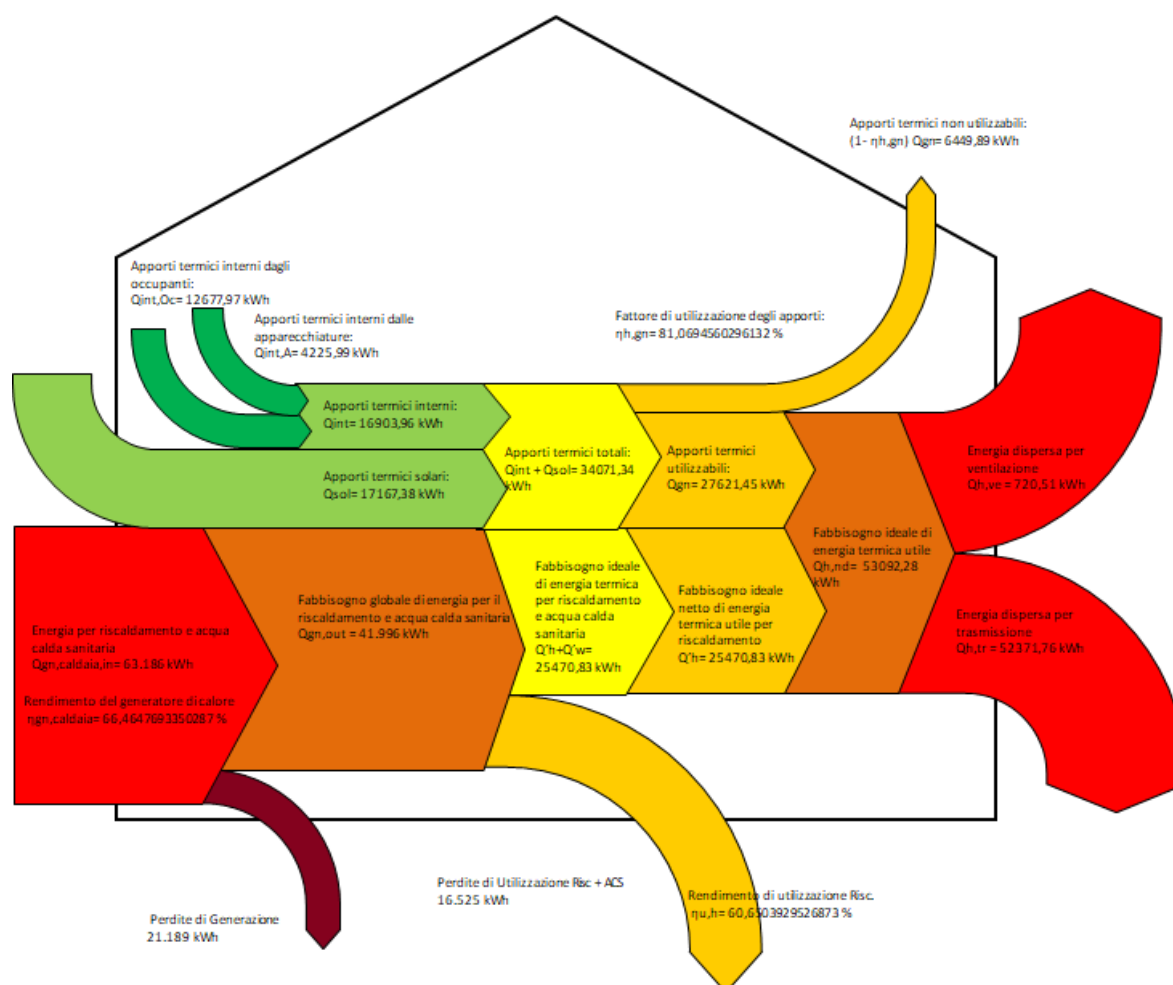 Apporti termici non utilizzabili:
(1- ηh,gn) Qgn= 6449,89 kWh
Apporti termici interni dagli
occupanti:
Qint,Oc= 12677,97 kWh
Apporti termici interni dalle
apparecchiature:
Qint,A= 4225,99 kWh
Fattore di utilizzazione degli apporti:
ηh,gn= 81,0694560296132 %
Apporti termici interni:
Qint= 16903,96 kWh
Apporti termici solari:
Qsol= 17167,38 kWh
Apporti termici totali:
Qint + Qsol= 34071,34
kWh
Apporti termici
utilizzabili:
Qgn= 27621,45 kWh
Energia dispersa per
ventilazione
Qh,ve = 720,51 kWh
Fabbisogno ideale di
energia termica utile
Qh,nd= 53092,28
kWh
Energia dispersa per
trasmissione
Qh,tr = 52371,76 kWh
Fabbisogno ideale
di energia termica
per riscaldamento
e acqua calda
sanitaria
Q'h+Q'w=
25470,83 kWh
Fabbisogno ideale
netto di energia
termica utile per
riscaldamento
Q'h= 25470,83 kWh
Fabbisogno globale di energia per il
riscaldamento e acqua calda sanitaria
Qgn,out = 41.996 kWh
Energia per riscaldamento e acqua
calda sanitaria
Qgn,caldaia,in= 63.186 kWh
Rendimento del generatore di calore
ηgn,caldaia= 66,4647693350287 %
Perdite di Utilizzazione Risc + ACS
16.525 kWh
Rendimento di utilizzazione Risc.
ηu,h= 60,6503929526873 %
Perdite di Generazione
21.189 kWh